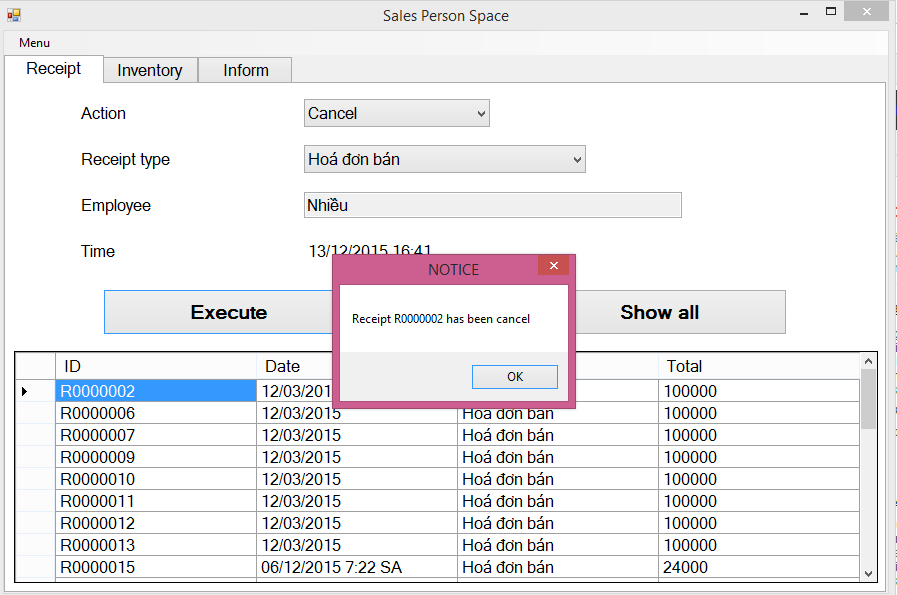 Sales Person Space
Menu
Receipt Inventory Inform
Action Cancel
Receipt type Hoá đơn bán
Employee Nhiều
Time 13/12/2015 16:41
NOTICE
Receipt R0000002 has been cancel
OK
Execute Show all
ID Date Total
R0000002 12/03/201 100000
R0000006 12/03/2015 Hoá đơn bán 100000
R0000007 12/03/2015 Hoá đơn bán 100000
R0000009 12/03/2015 Hoá đơn bán 100000
R0000010 12/03/2015 Hoá đơn bán 100000
R0000011 12/03/2015 Hoá đơn bán 100000
R0000012 12/03/2015 Hoá đơn bán 100000
R0000013 12/03/2015 Hoá đơn bán 100000
R0000015 06/12/2015 7:22 SA Hoá đơn bán 24000